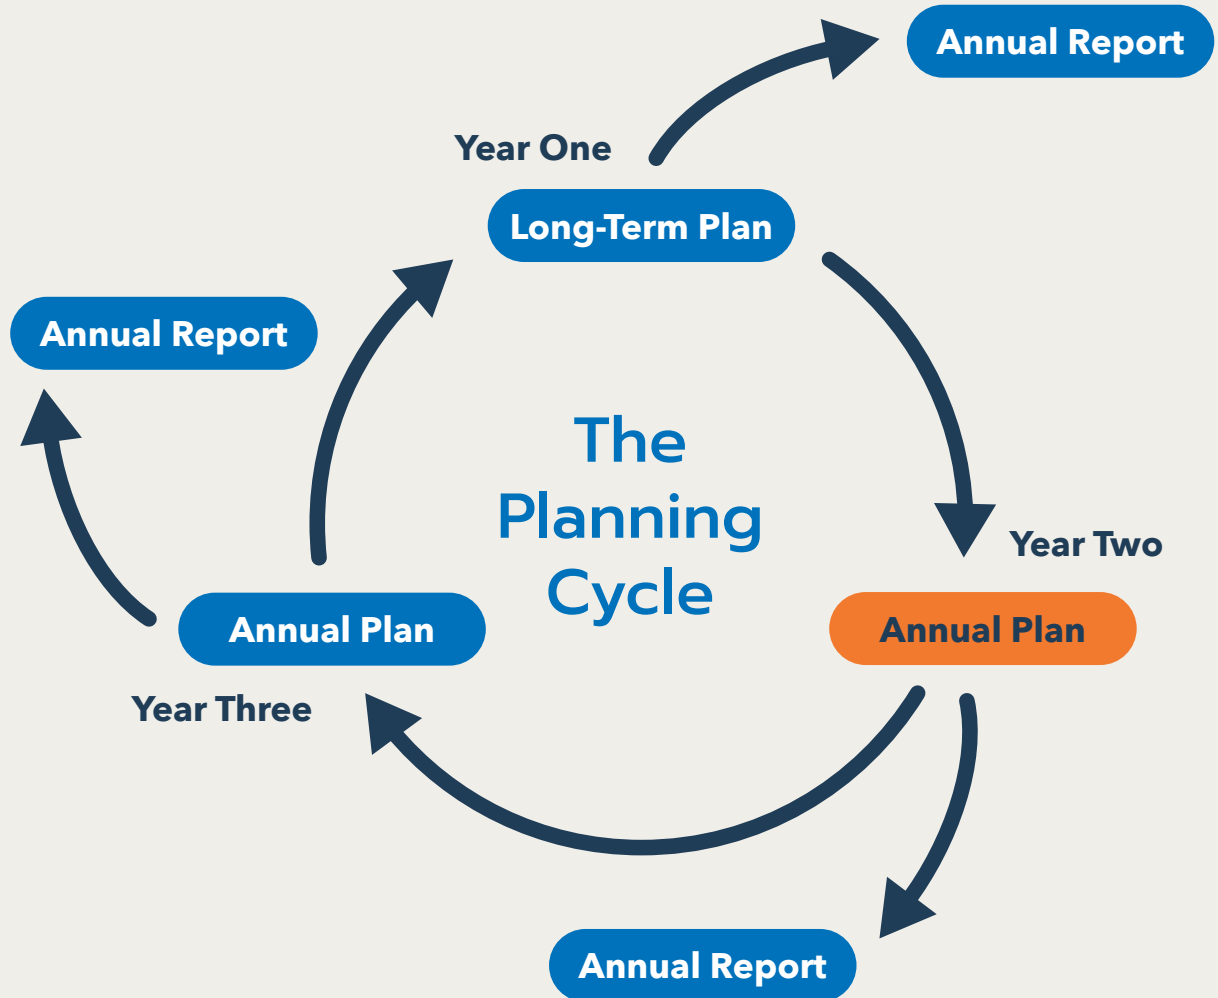 Annual Report
Year One
Long-Term Plan
Annual Report
The
Planning
Cycle
Year Two
Annual Plan
Annual Plan
Year Three
Annual Report